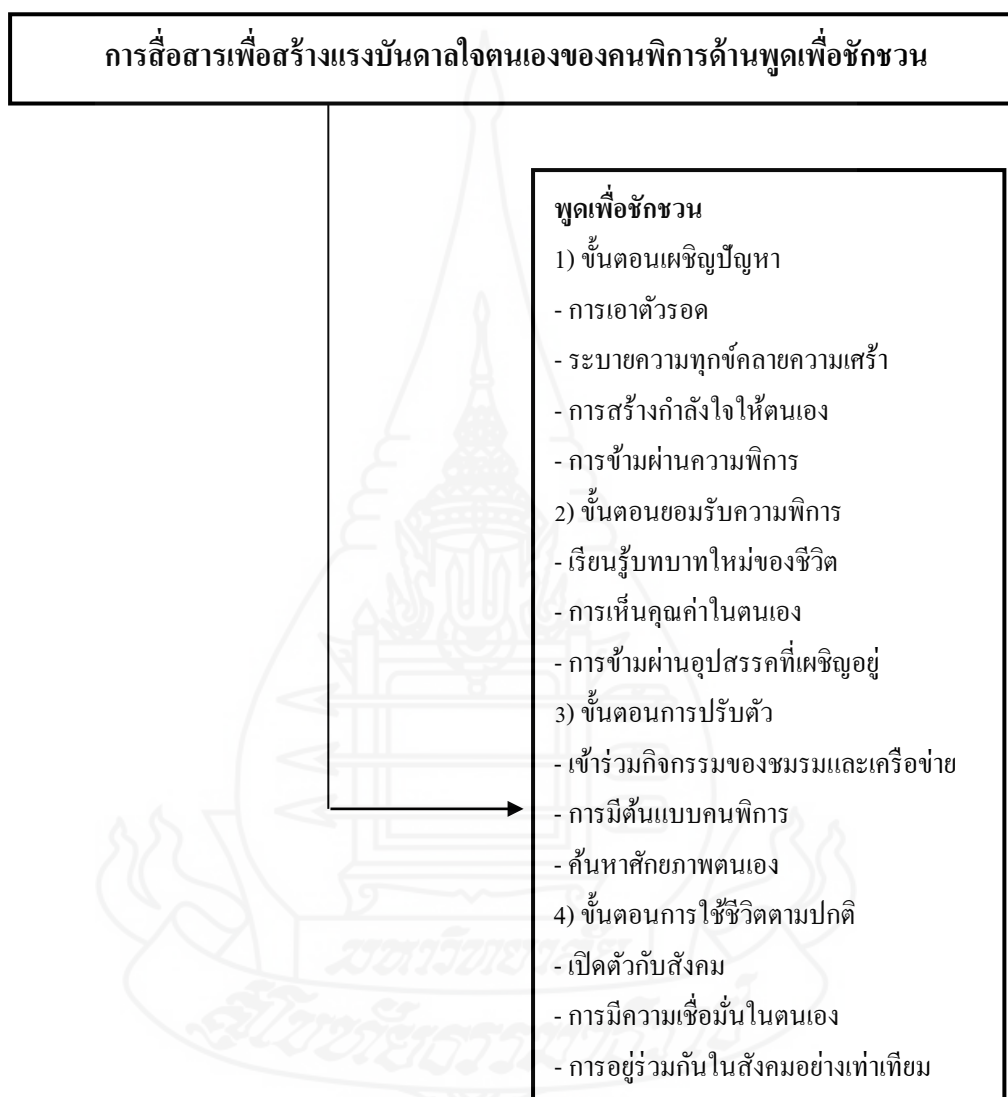 การสื่อสารเพื่อสร้างแรงบันดาลใจตนเองของคนพิการด้านพูดเพื่อชักชวน
พูดเพื่อชักชวน
1) ขั้นตอนเผชิญปัญหา
- การเอาตัวรอด
- ระบายความทุกข์คลายความเศร้า
- การสร้างกำลังใจให้ตนเอง
- การข้ามผ่านความพิการ
2) ขั้นตอนยอมรับความพิการ
- เรียนรู้บทบาทใหม่ของชีวิต
- การเห็นคุณค่าในตนเอง
- การข้ามผ่านอุปสรรคที่เผชิญอยู่
3) ขั้นตอนการปรับตัว
- เข้าร่วมกิจกรรมของชมรมและเครือข่าย
- การมีต้นแบบคนพิการ
- ค้นหาศักยภาพตนเอง
4) ขั้นตอนการใช้ชีวิตตามปกติ
- เปิดตัวกับสังคม
- การมีความเชื่อมั่นในตนเอง
- การอยู่ร่วมกันในสังคมอย่างเท่าเทียม